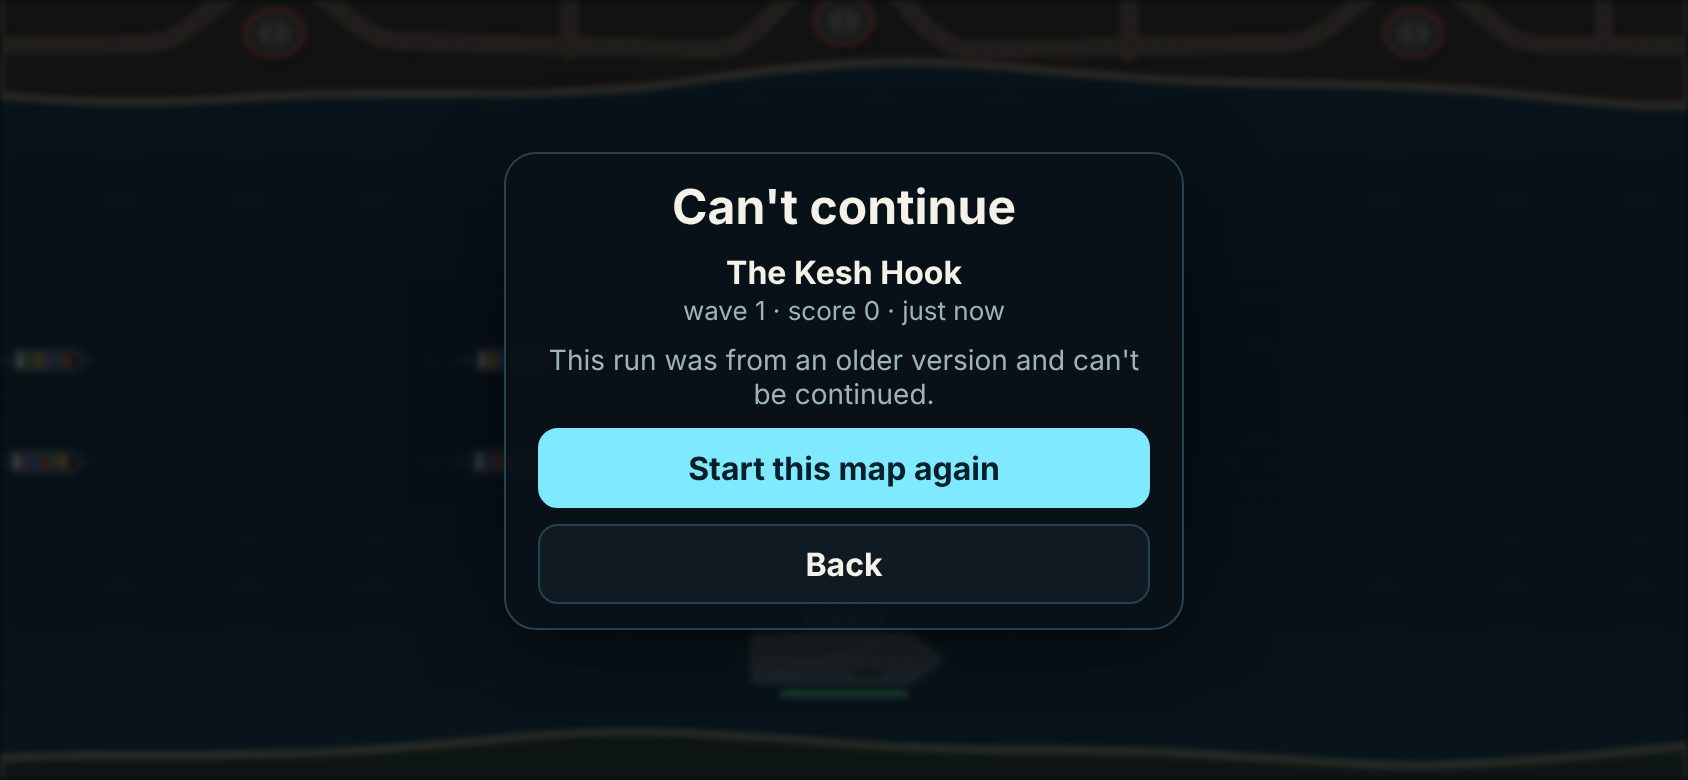 Can't continue
The Kesh Hook
wave 1 · score 0 · just now
This run was from an older version and can't
be continued.
Start this map again
Back